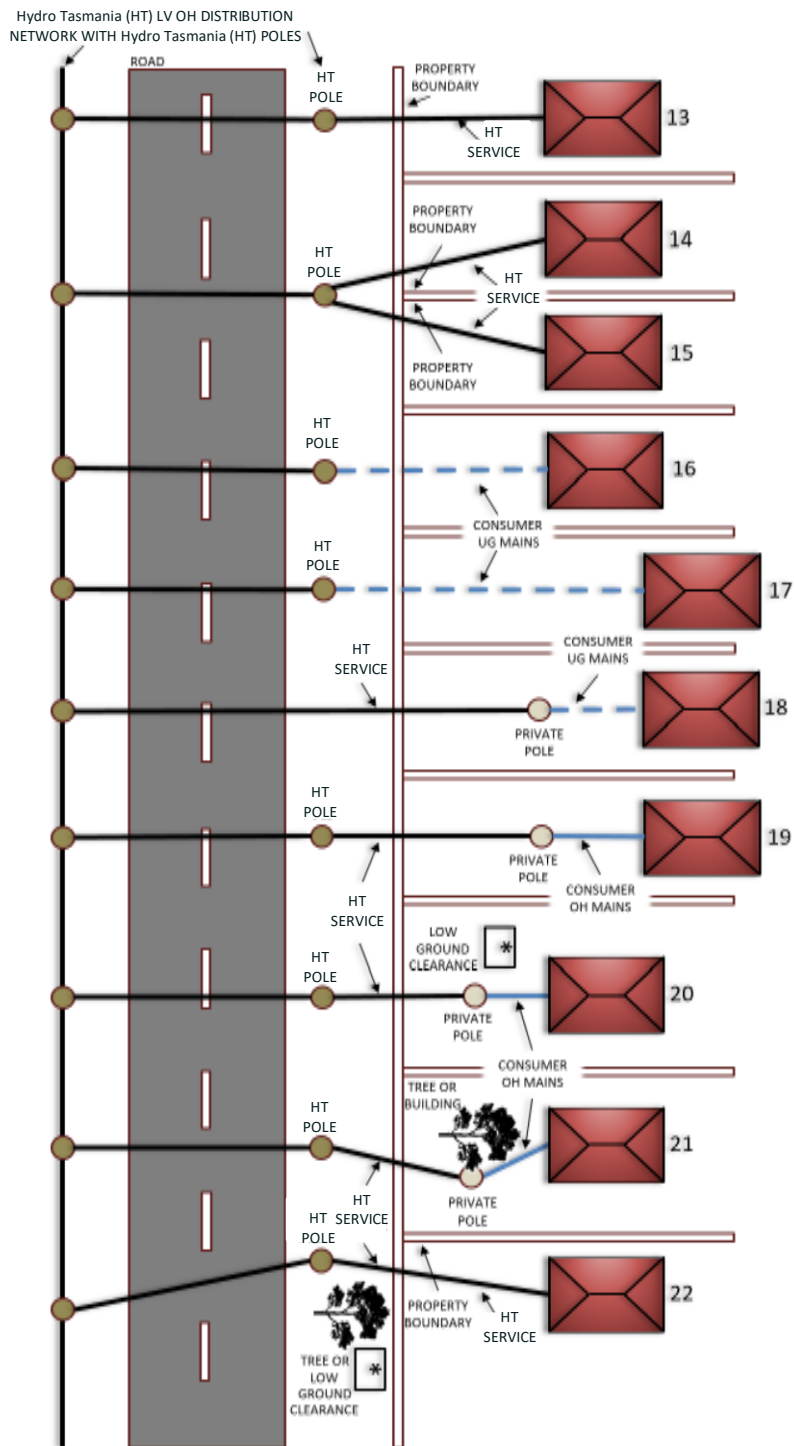 Hydro Tasmania (HT) LV OH DISTRIBUTION
NETWORK WITH Hydro Tasmania (HT) POLES
ROAD
HT
POLE
PROPERTY
BOUNDARY
HT
SERVICE
13
PROPERTY
BOUNDARY
14
HT
POLE
HT
SERVICE
15
PROPERTY
BOUNDARY
HT
POLE
16
CONSUMER
UG MAINS
HT
POLE
17
HT
SERVICE
CONSUMER
UG MAINS
18
PRIVATE
POLE
HT
POLE
19
PRIVATE
POLE
CONSUMER
OH MAINS
HT
SERVICE
LOW
GROUND
CLEARANCE
*
HT
POLE
20
PRIVATE
POLE
CONSUMER
OH MAINS
TREE OR
BUILDING
HT
POLE
21
PRIVATE
POLE
HT
SERVICE
HT
POLE
22
PROPERTY
BOUNDARY
HT
SERVICE
TREE OR
LOW
GROUND
CLEARANCE
*